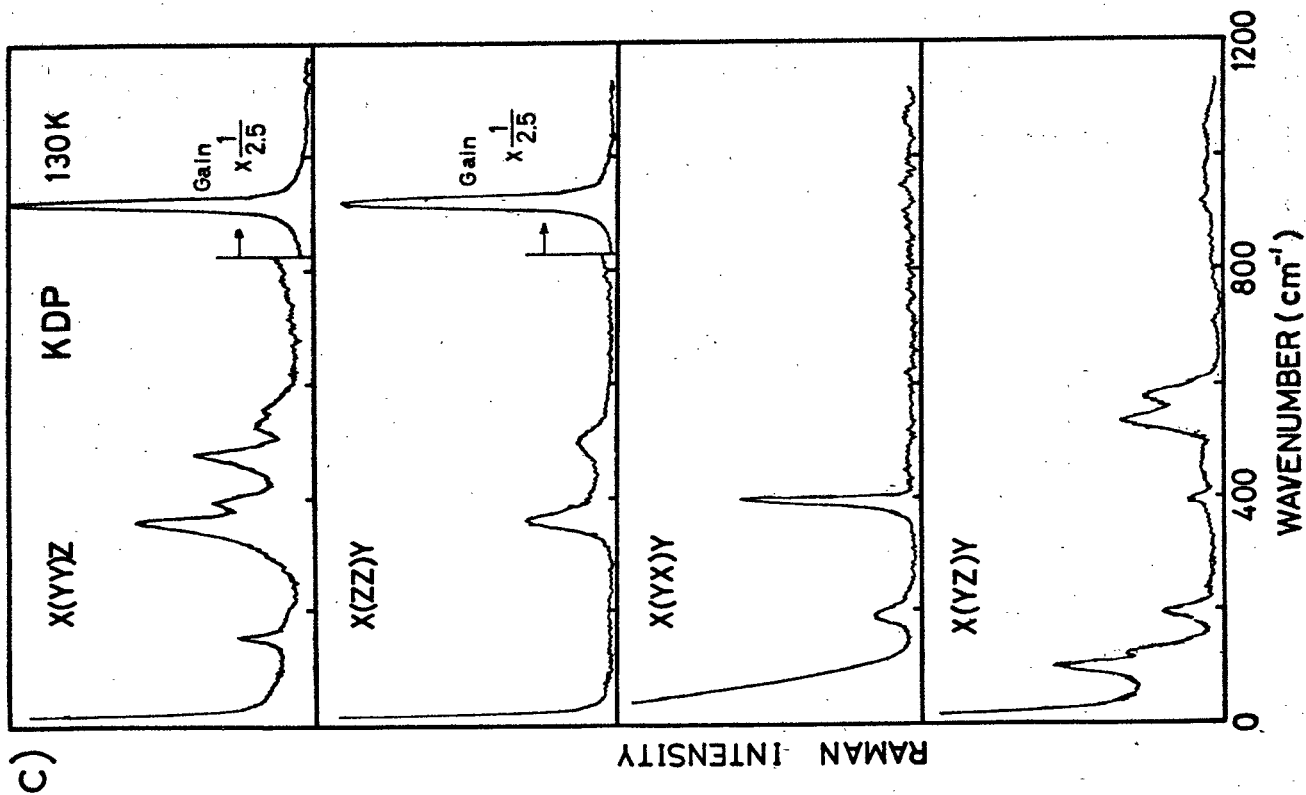 C)
KDP
130K
X(YY)Z
Gain
x 1/2.5
X(ZZ)Y
Gain
x 1/2.5
X(YX)Y
X(YZ)Y
RAMAN INTENSITY
0 400 800 1200
WAVENUMBER (cm⁻¹)